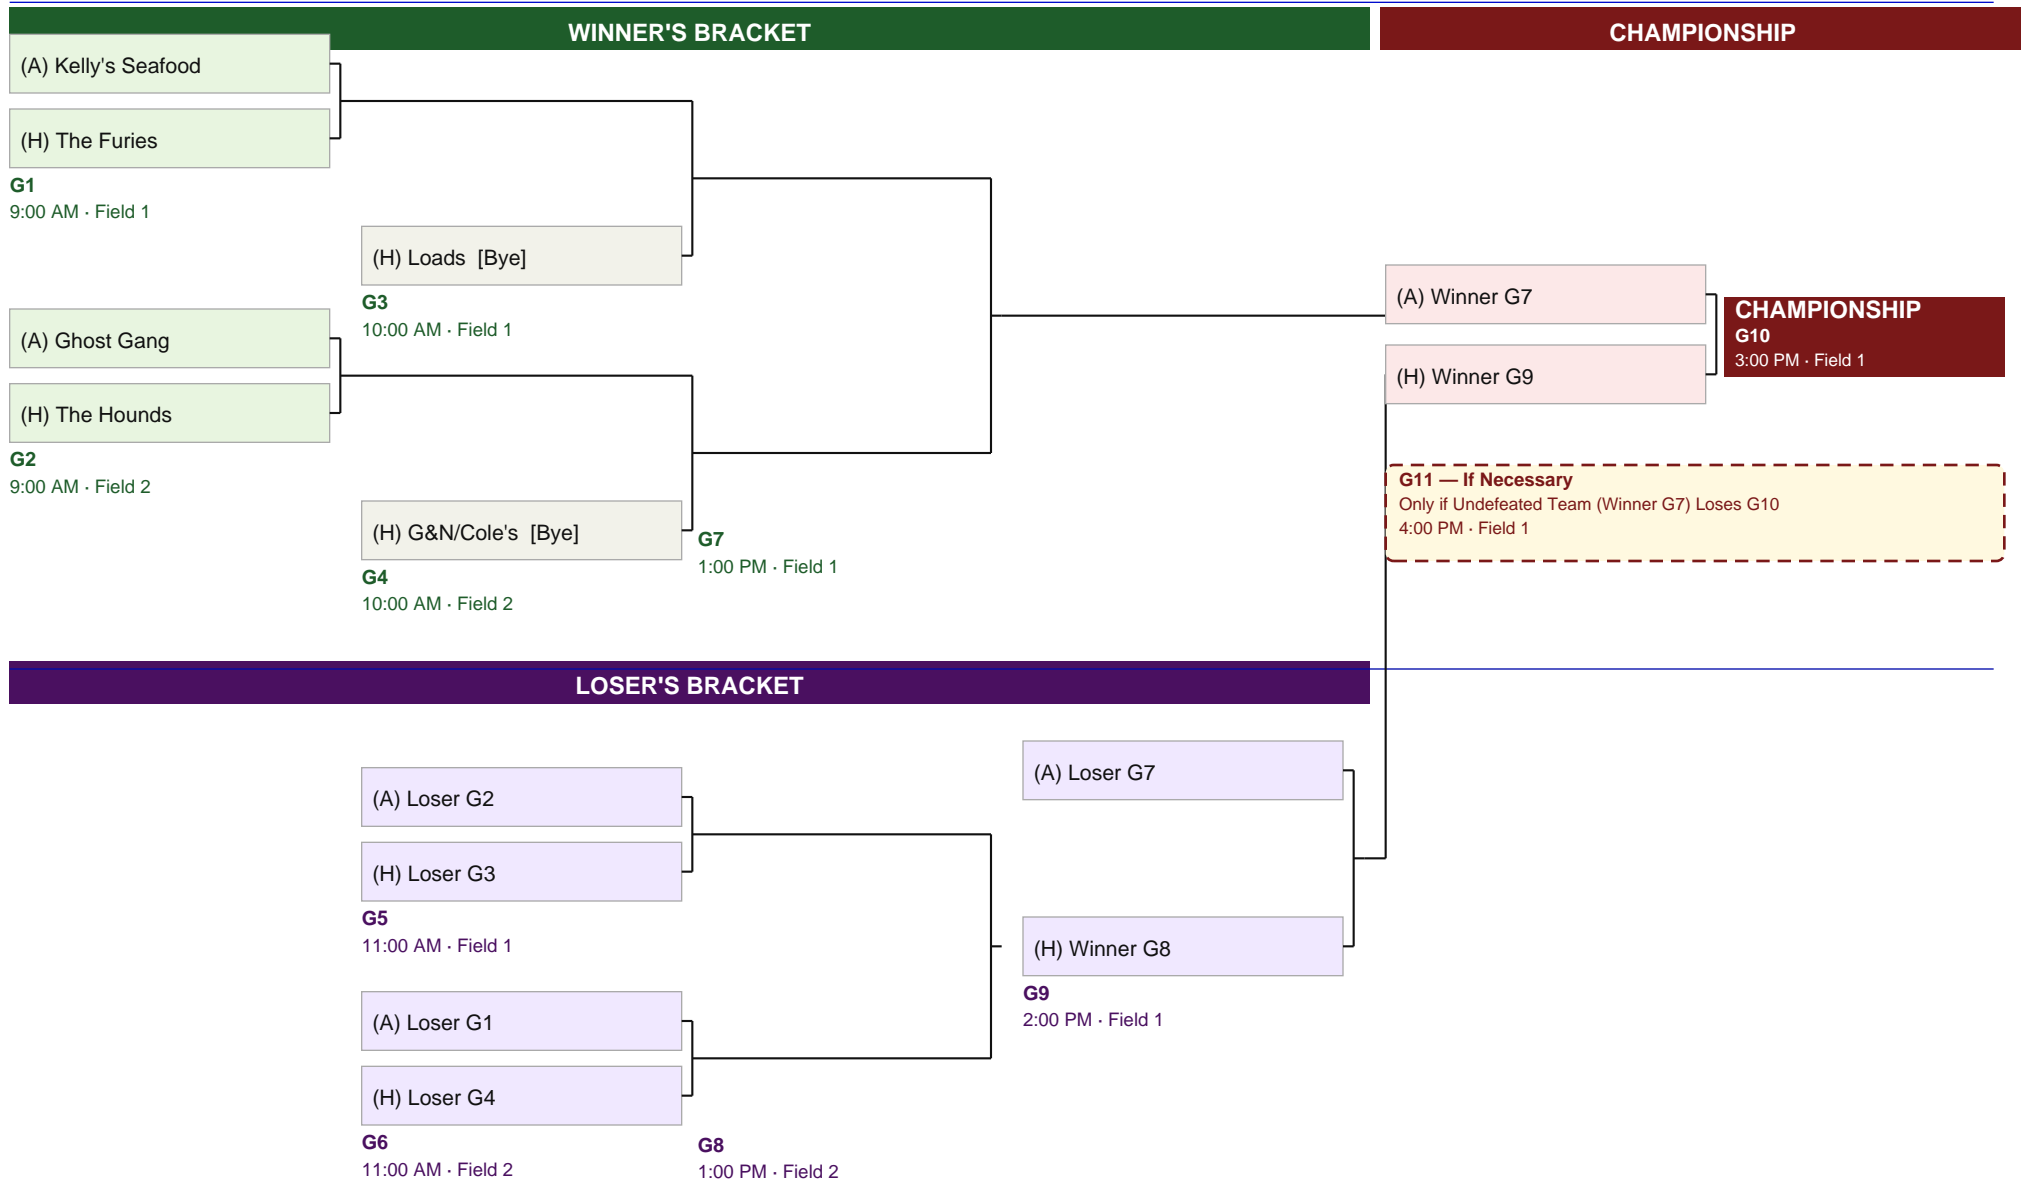 WINNER'S BRACKET
CHAMPIONSHIP
(A) Kelly's Seafood
(H) The Furies
G1
9:00 AM · Field 1
(H) Loads [Bye]
G3
10:00 AM · Field 1
(A) Ghost Gang
(H) The Hounds
G2
9:00 AM · Field 2
(H) G&N/Cole's [Bye]
G4
10:00 AM · Field 2
G7
1:00 PM · Field 1
(A) Winner G7
(H) Winner G9
CHAMPIONSHIP
G10
3:00 PM · Field 1
G11 — If Necessary
Only if Undefeated Team (Winner G7) Loses G10
4:00 PM · Field 1
LOSER'S BRACKET
(A) Loser G2
(H) Loser G3
G5
11:00 AM · Field 1
(A) Loser G1
(H) Loser G4
G6
11:00 AM · Field 2
G8
1:00 PM · Field 2
(A) Loser G7
(H) Winner G8
G9
2:00 PM · Field 1